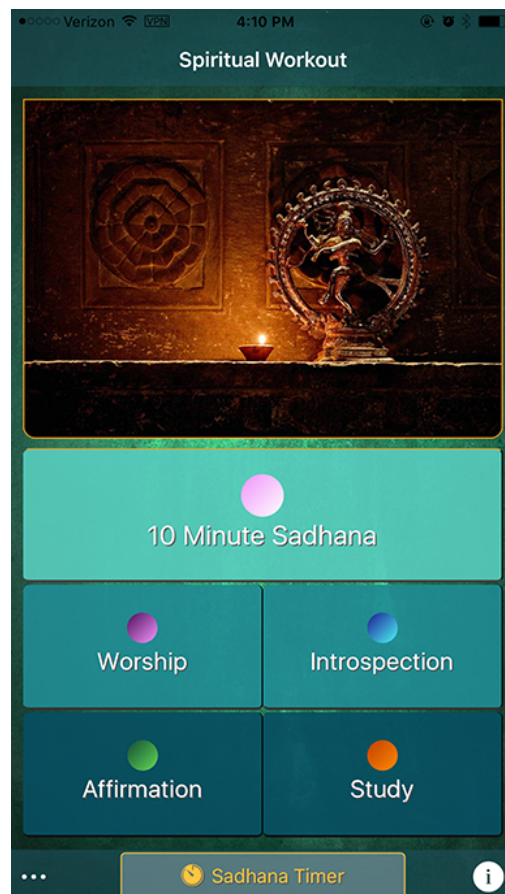 Verizon VPN 4:10 PM
Spiritual Workout
10 Minute Sadhana
Worship Introspection
Affirmation Study
... Sadhana Timer i